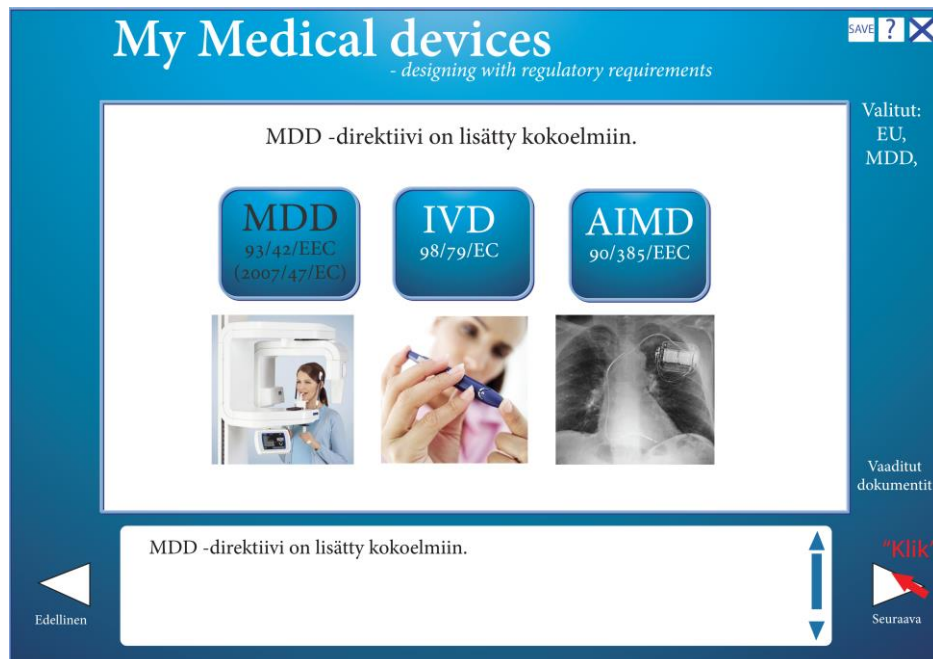 My Medical devices
- designing with regulatory requirements
SAVE ?
Valitut:
EU,
MDD,
MDD -direktiivi on lisätty kokoelmiin.
MDD
93/42/EEC
(2007/47/EC)
IVD
98/79/EC
AIMD
90/385/EEC
Vaaditut
dokumentit
MDD -direktiivi on lisätty kokoelmiin.
"Klik"
Edellinen
Seuraava